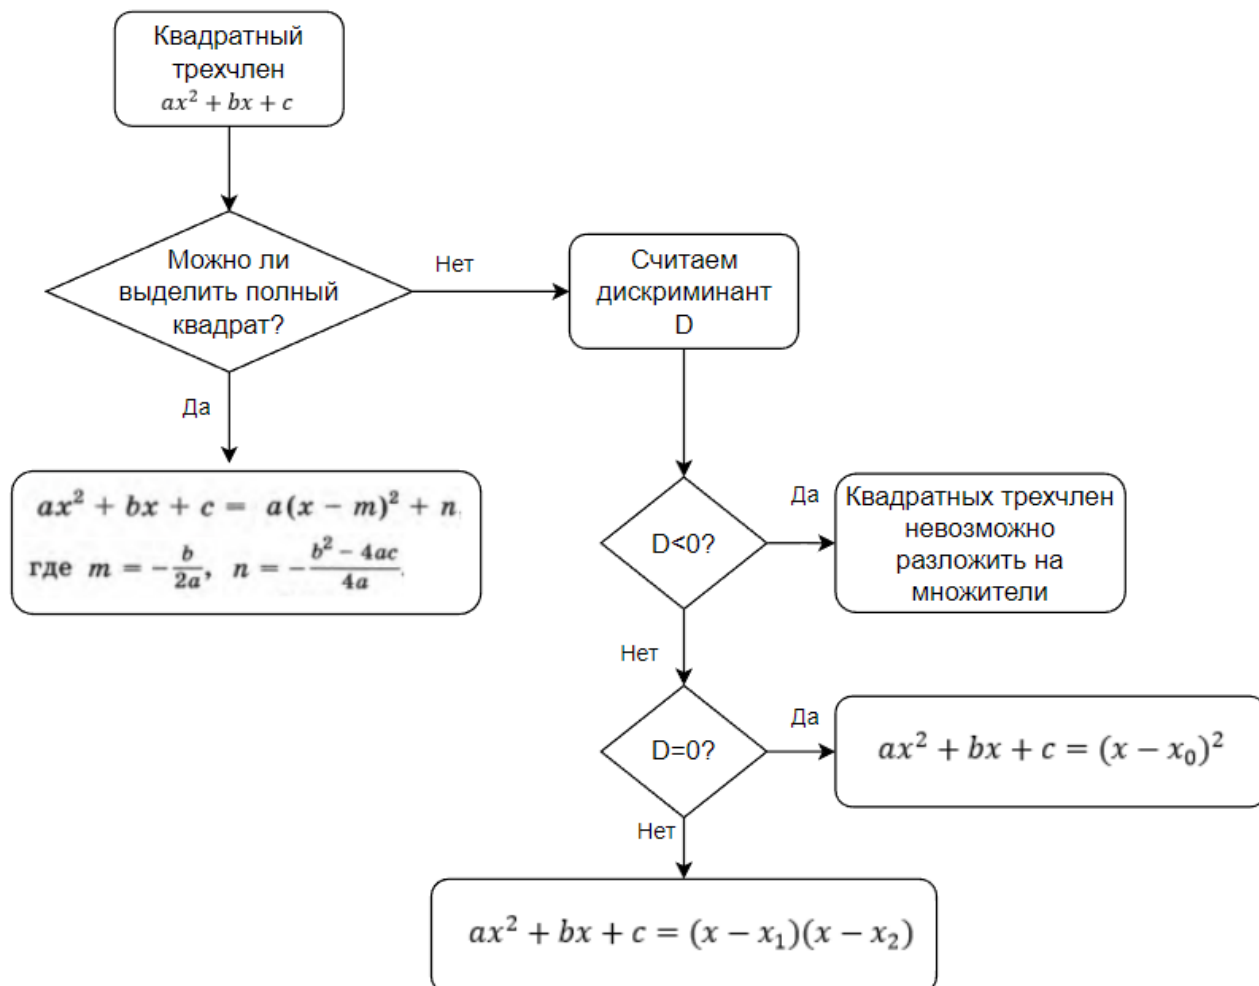 Квадратный
трехчлен
ax² + bx + c
Можно ли
выделить полный
квадрат?
Нет
Считаем
дискриминант
D
Да
ax² + bx + c = a(x − m)² + n,
где m = −b/2a, n = −(b² − 4ac)/4a.
D<0?
Да
Квадратных трехчлен
невозможно
разложить на
множители
Нет
D=0?
Да
ax² + bx + c = (x − x₀)²
Нет
ax² + bx + c = (x − x₁)(x − x₂)